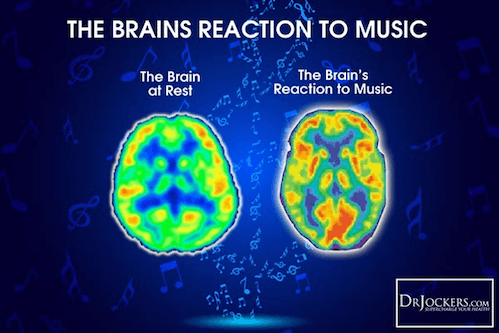 THE BRAINS REACTION TO MUSIC
The Brain
at Rest
The Brain's
Reaction to Music
DRJOCKERS.COM
SUPERCHARGE YOUR HEALTH